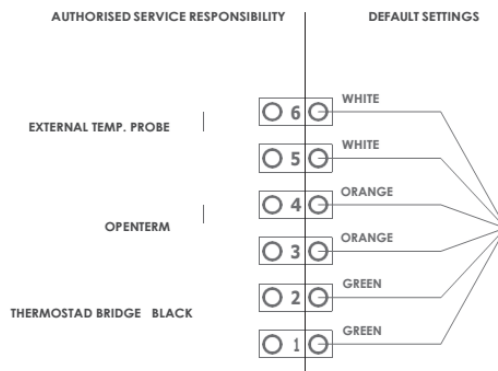 AUTHORISED SERVICE RESPONSIBILITY DEFAULT SETTINGS
6 WHITE
EXTERNAL TEMP. PROBE
5 WHITE
4 ORANGE
OPENTERM
3 ORANGE
2 GREEN
THERMOSTAD BRIDGE BLACK
1 GREEN